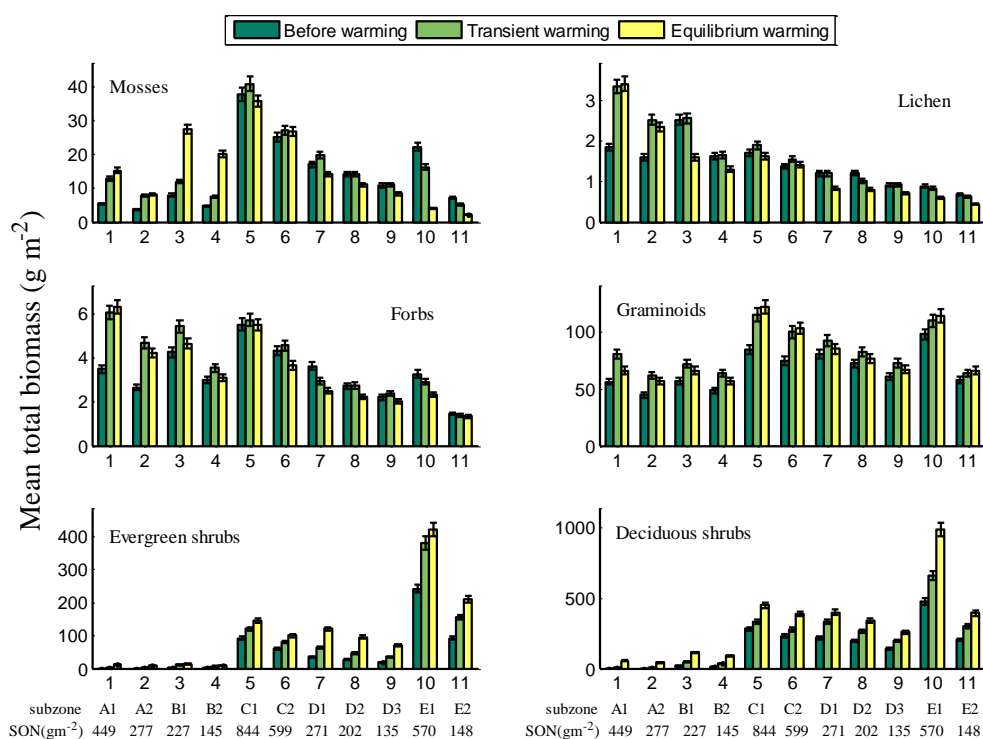 Before warming Transient warming Equilibrium warming
Mean total biomass (g m-2)
Mosses
40
30
20
10
0
1 2 3 4 5 6 7 8 9 10 11
Lichen
3
2
1
0
1 2 3 4 5 6 7 8 9 10 11
Forbs
6
4
2
0
1 2 3 4 5 6 7 8 9 10 11
Graminoids
100
50
0
1 2 3 4 5 6 7 8 9 10 11
Evergreen shrubs
400
300
200
100
0
1 2 3 4 5 6 7 8 9 10 11
Deciduous shrubs
1000
500
0
1 2 3 4 5 6 7 8 9 10 11
subzone A1 A2 B1 B2 C1 C2 D1 D2 D3 E1 E2 A1 A2 B1 B2 C1 C2 D1 D2 D3 E1 E2
SON(gm-2) 449 277 227 145 844 599 271 202 135 570 148 449 277 227 145 844 599 271 202 135 570 148